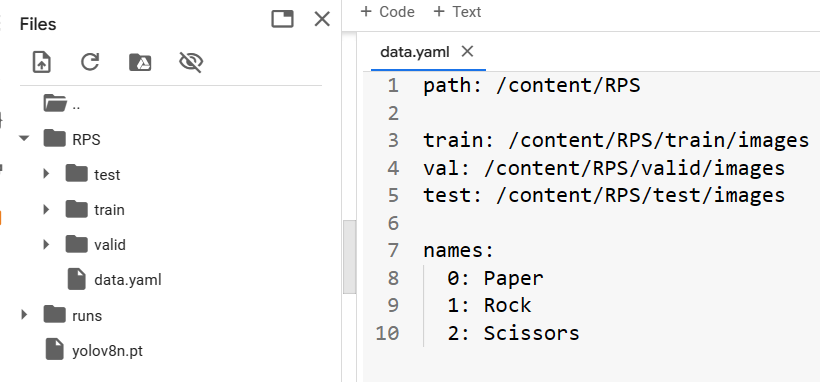 Files
..
RPS
test
train
valid
data.yaml
runs
yolov8n.pt
+ Code + Text
data.yaml
1 path: /content/RPS
2
3 train: /content/RPS/train/images
4 val: /content/RPS/valid/images
5 test: /content/RPS/test/images
6
7 names:
8 0: Paper
9 1: Rock
10 2: Scissors